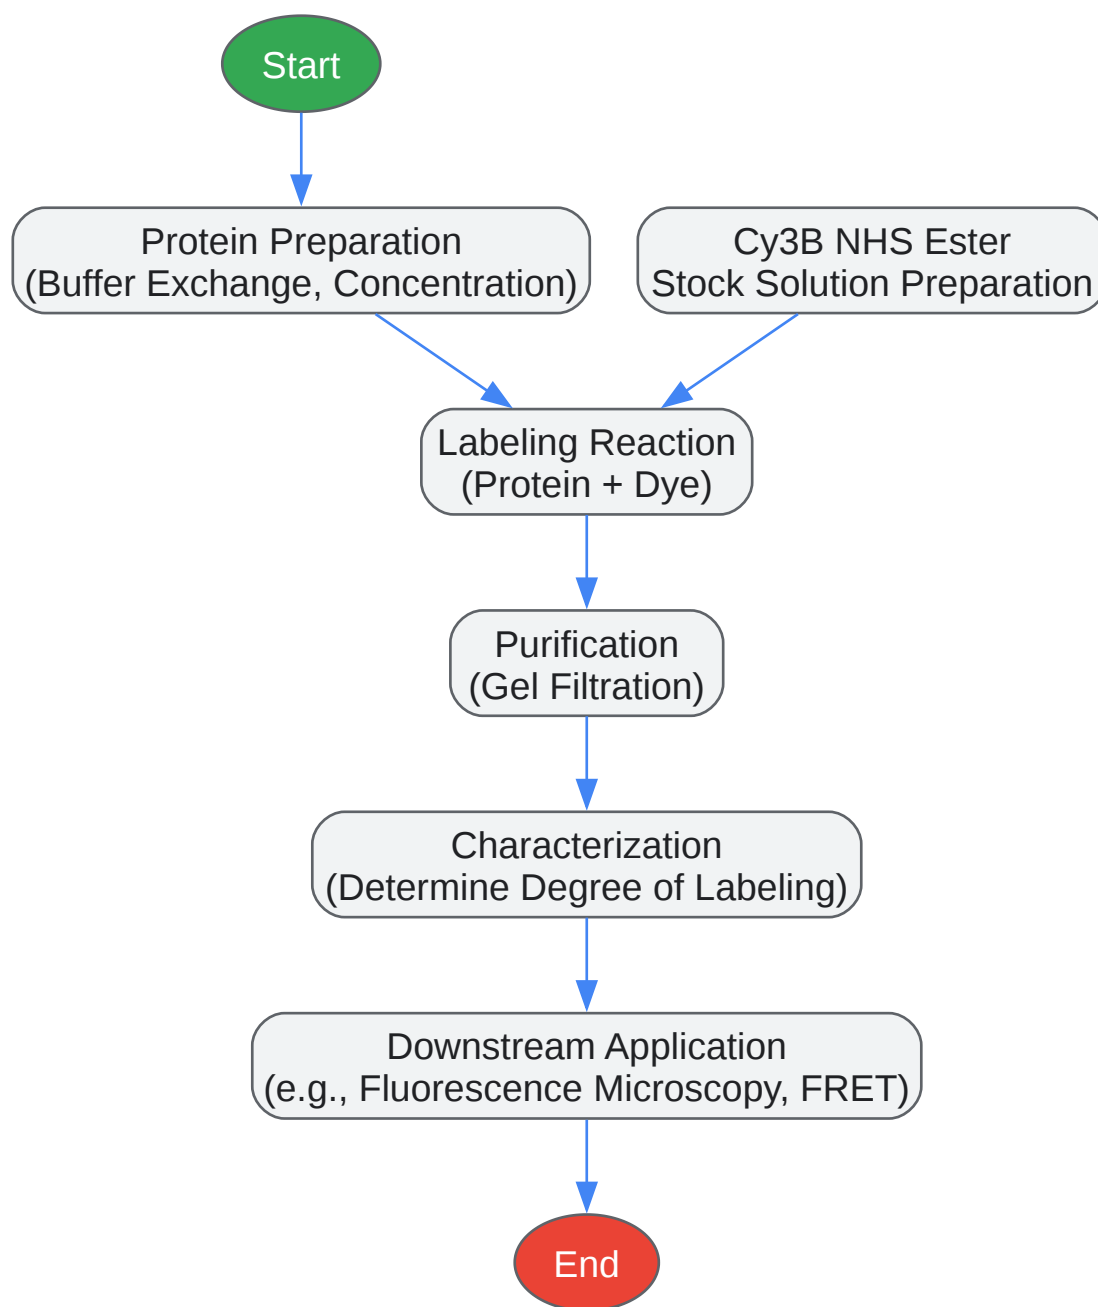 Start
Protein Preparation
(Buffer Exchange, Concentration)
Cy3B NHS Ester
Stock Solution Preparation
Labeling Reaction
(Protein + Dye)
Purification
(Gel Filtration)
Characterization
(Determine Degree of Labeling)
Downstream Application
(e.g., Fluorescence Microscopy, FRET)
End